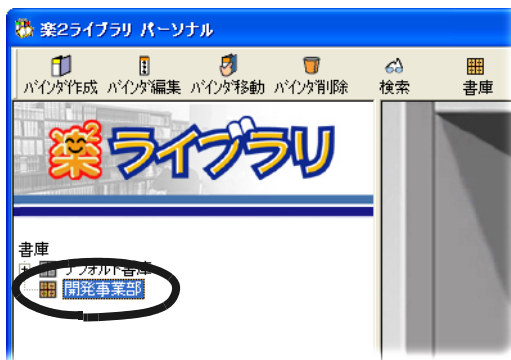 楽2ライブラリ パーソナル
バインダ作成 バインダ編集 バインダ移動 バインダ削除 検索 書庫
楽 ライブラリ
書庫
デフォルト書庫
開発事業部